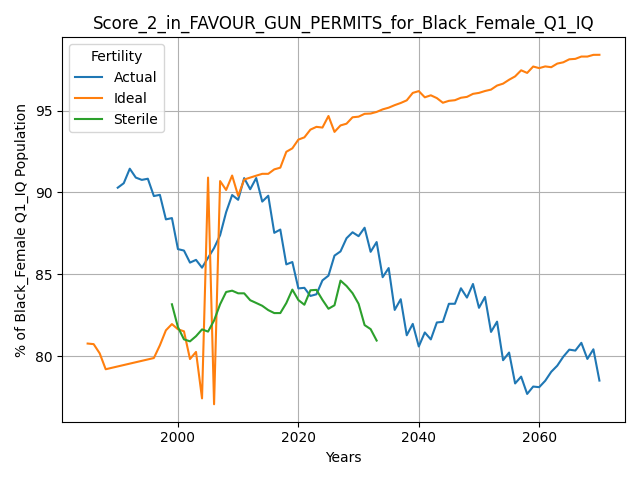 Score_2_in_FAVOUR_GUN_PERMITS_for_Black_Female_Q1_IQ
Fertility
Actual
Ideal
Sterile
% of Black_Female Q1_IQ Population
95
90
85
80
2000
2020
2040
2060
Years